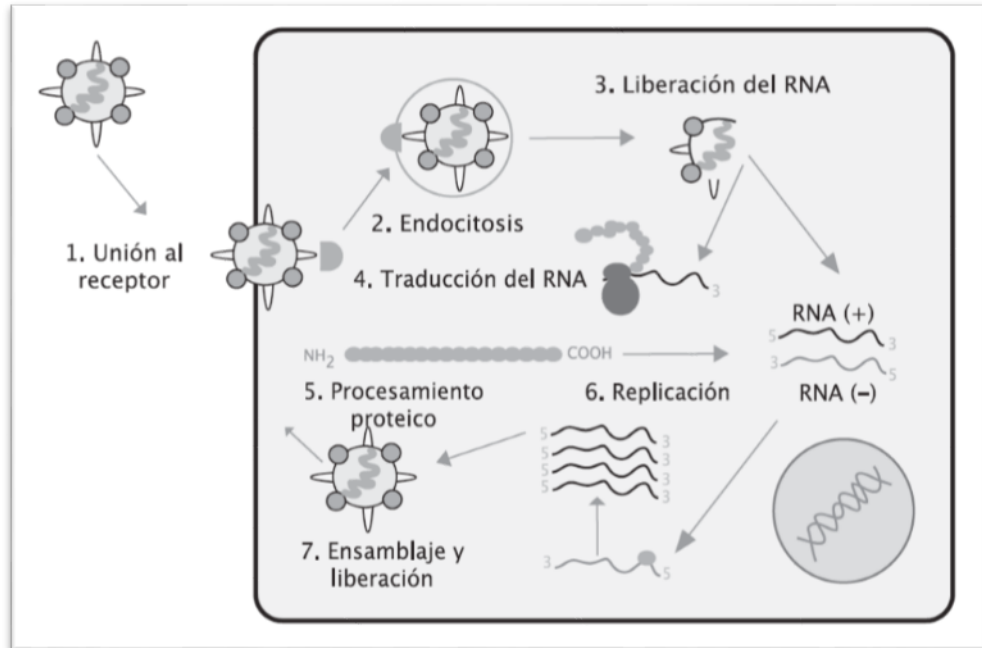 3. Liberación del RNA
2. Endocitosis
1. Unión al
receptor
4. Traducción del RNA
3
RNA (+)
5
3
3
5
RNA (−)
NH2
COOH
5. Procesamiento
proteico
6. Replicación
5
3
5
3
5
3
5
3
7. Ensamblaje y
liberación
3
5